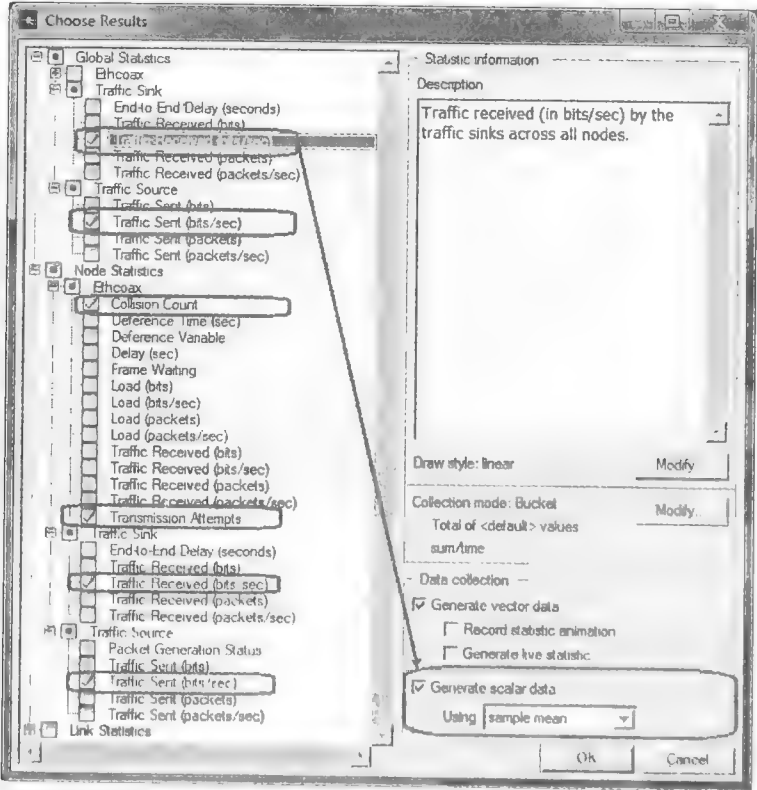 Choose Results
Global Statistics
Ethcoax
Traffic Sink
End-to End Delay (seconds)
Traffic Received (bits)
Traffic Received (bits/sec)
Traffic Received (packets)
Traffic Received (packets/sec)
Traffic Source
Traffic Sent (bits)
Traffic Sent (bits/sec)
Traffic Sent (packets)
Traffic Sent (packets/sec)
Node Statistics
Ethcoax
Collision Count
Deference Time (sec)
Deference Variable
Delay (sec)
Frame Waiting
Load (bits)
Load (bits/sec)
Load (packets)
Load (packets/sec)
Traffic Received (bits)
Traffic Received (bits/sec)
Traffic Received (packets)
Traffic Received (packets/sec)
Transmission Attempts
Traffic Sink
End-to-End Delay (seconds)
Traffic Received (bits)
Traffic Received (bits sec)
Traffic Received (packets)
Traffic Received (packets/sec)
Traffic Source
Packet Generation Status
Traffic Sent (bits)
Traffic Sent (bits/sec)
Traffic Sent (packets)
Traffic Sent (packets/sec)
Link Statistics
Statistic information
Description
Traffic received (in bits/sec) by the
traffic sinks across all nodes.
Draw style: linear
Modify
Collection mode: Bucket
Modify..
Total of <default> values
sum/time
Data collection
Generate vector data
Record statistic animation
Generate live statistic
Generate scalar data
Using sample mean
Ok
Cancel